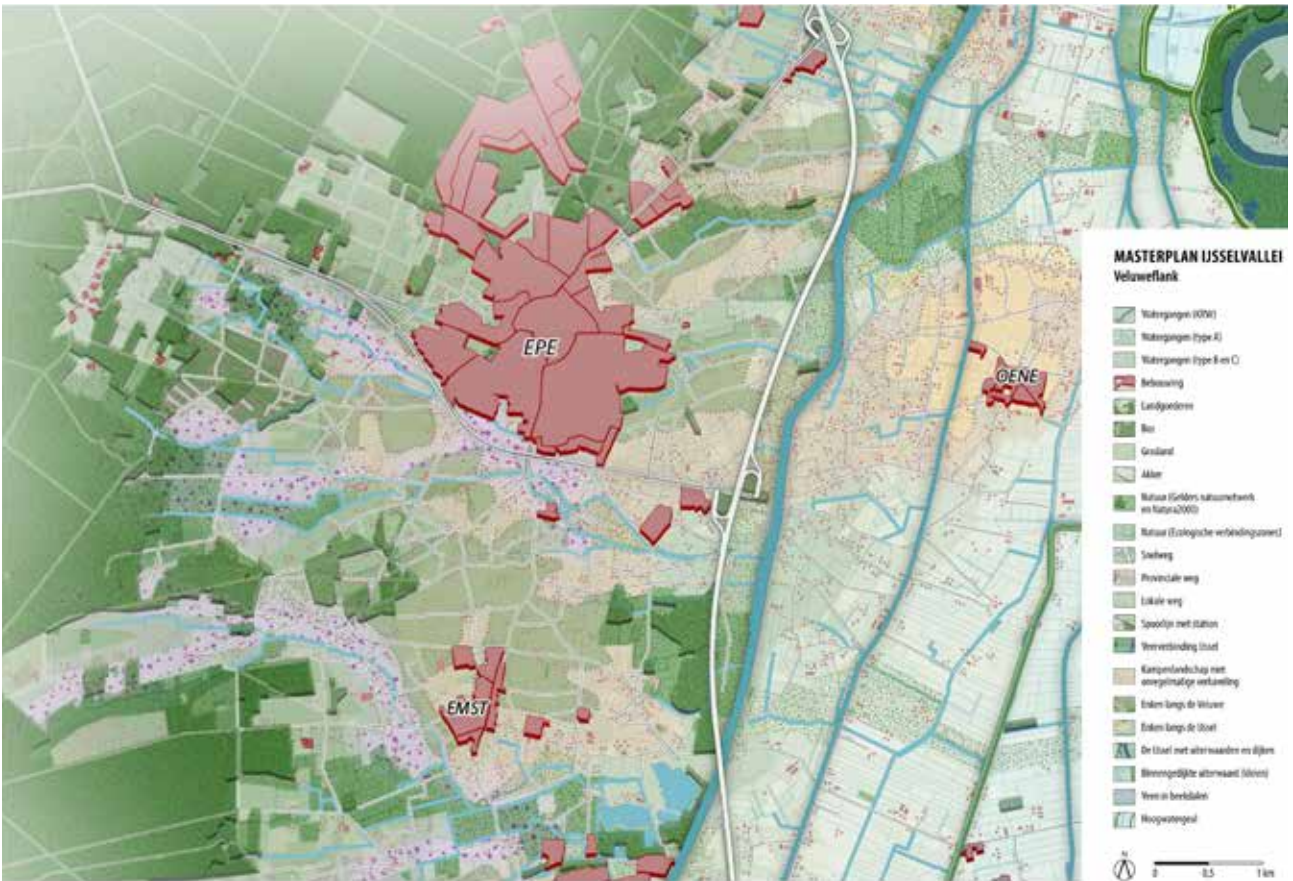 EPE
OENE
EMST
MASTERPLAN IJSSELVALLEI
Veluweflank
Watergangen (KRW)
Watergangen (type A)
Watergangen (type B en C)
Bebouwing
Landgoederen
Bos
Grasland
Akker
Natuur (Gelders natuurnetwerk
en Natura2000)
Natuur (Ecologische verbindingszones)
Snelweg
Provinciale weg
Lokale weg
Spoorlijn met station
Veerverbinding IJssel
Kampenlandschap met
onregelmatige verkaveling
Enken langs de Veluwe
Enken langs de IJssel
De IJssel met uiterwaarden en dijken
Binnengedijkte uiterwaard (kleien)
Veen in beekdalen
Hoogwatergeul
N
0 0,5 1 km